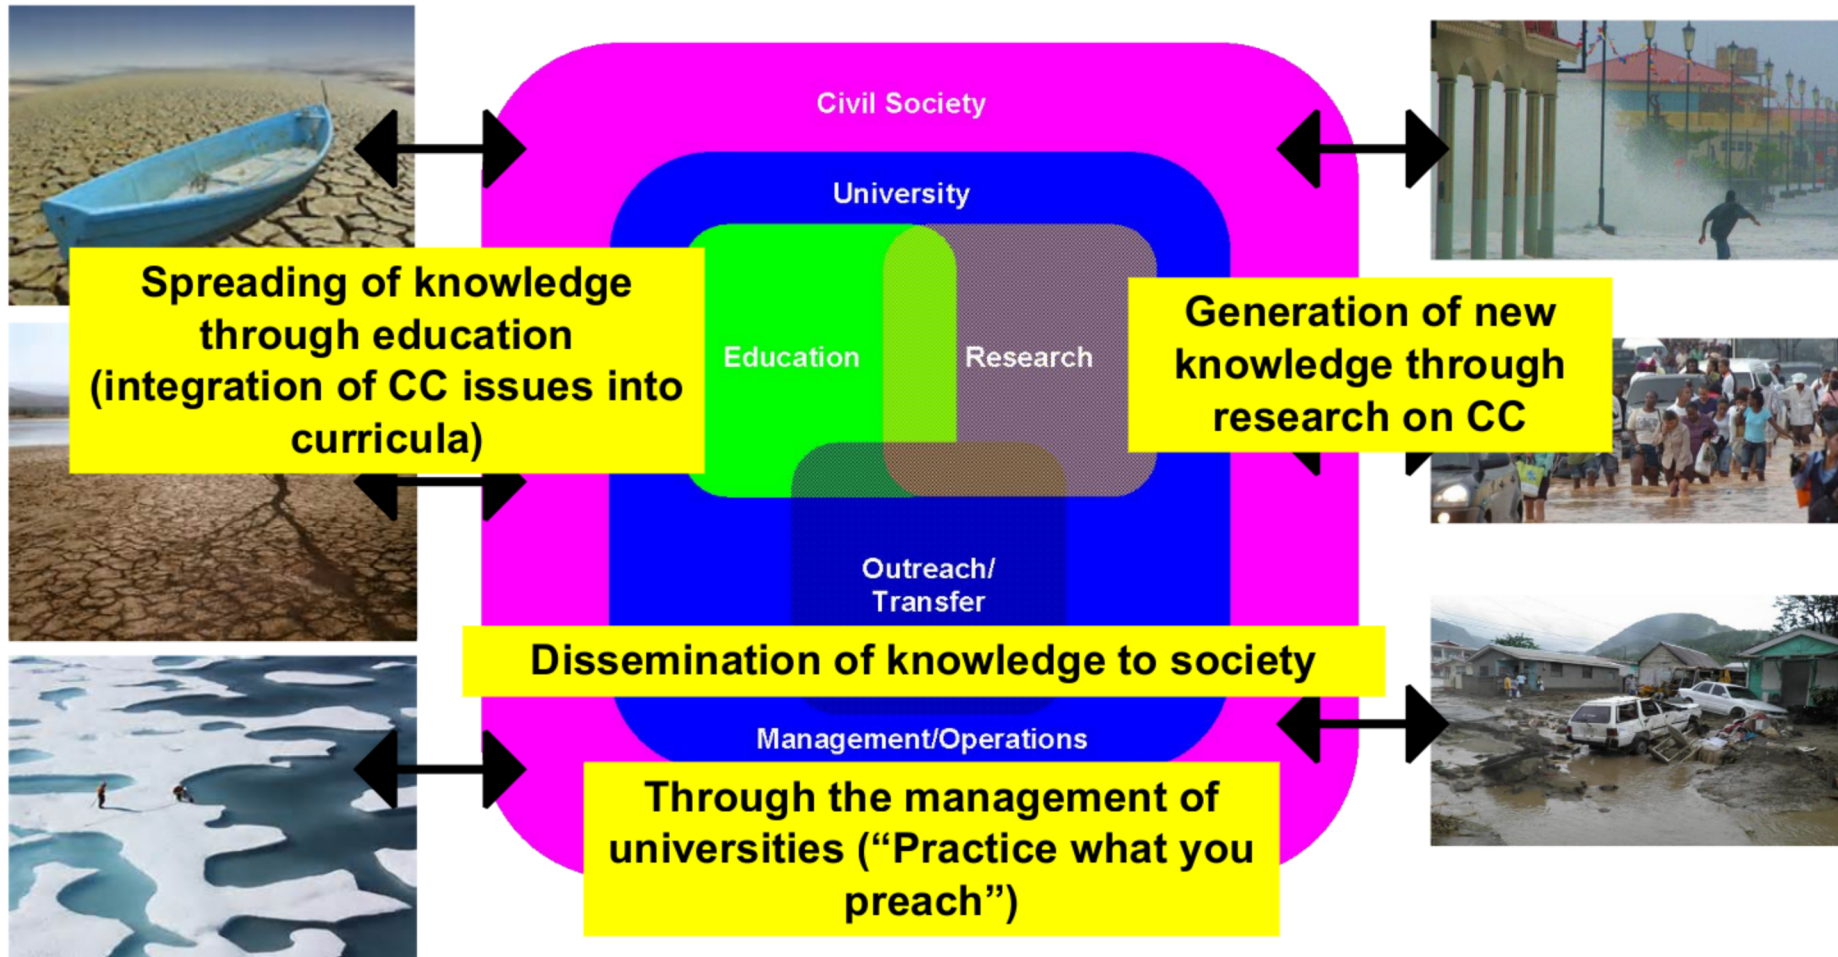 Civil Society
University
Spreading of knowledge
through education
(integration of CC issues into
curricula)
Education
Research
Generation of new
knowledge through
research on CC
Outreach/
Transfer
Dissemination of knowledge to society
Management/Operations
Through the management of
universities (“Practice what you
preach”)